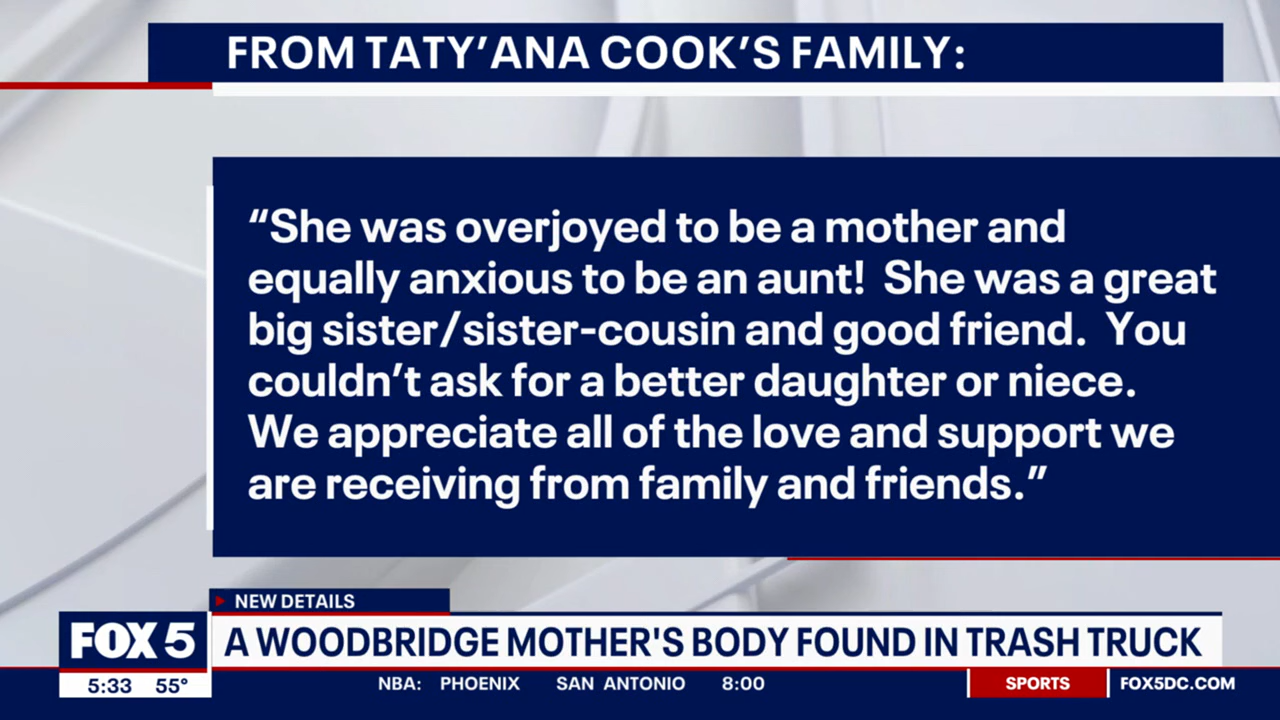 FROM TATY’ANA COOK’S FAMILY:
“She was overjoyed to be a mother and
equally anxious to be an aunt!  She was a great
big sister/sister-cousin and good friend.  You
couldn’t ask for a better daughter or niece.
We appreciate all of the love and support we
are receiving from family and friends.”
NEW DETAILS
FOX 5
A WOODBRIDGE MOTHER'S BODY FOUND IN TRASH TRUCK
5:33 55°
NBA: PHOENIX SAN ANTONIO 8:00
SPORTS
FOX5DC.COM